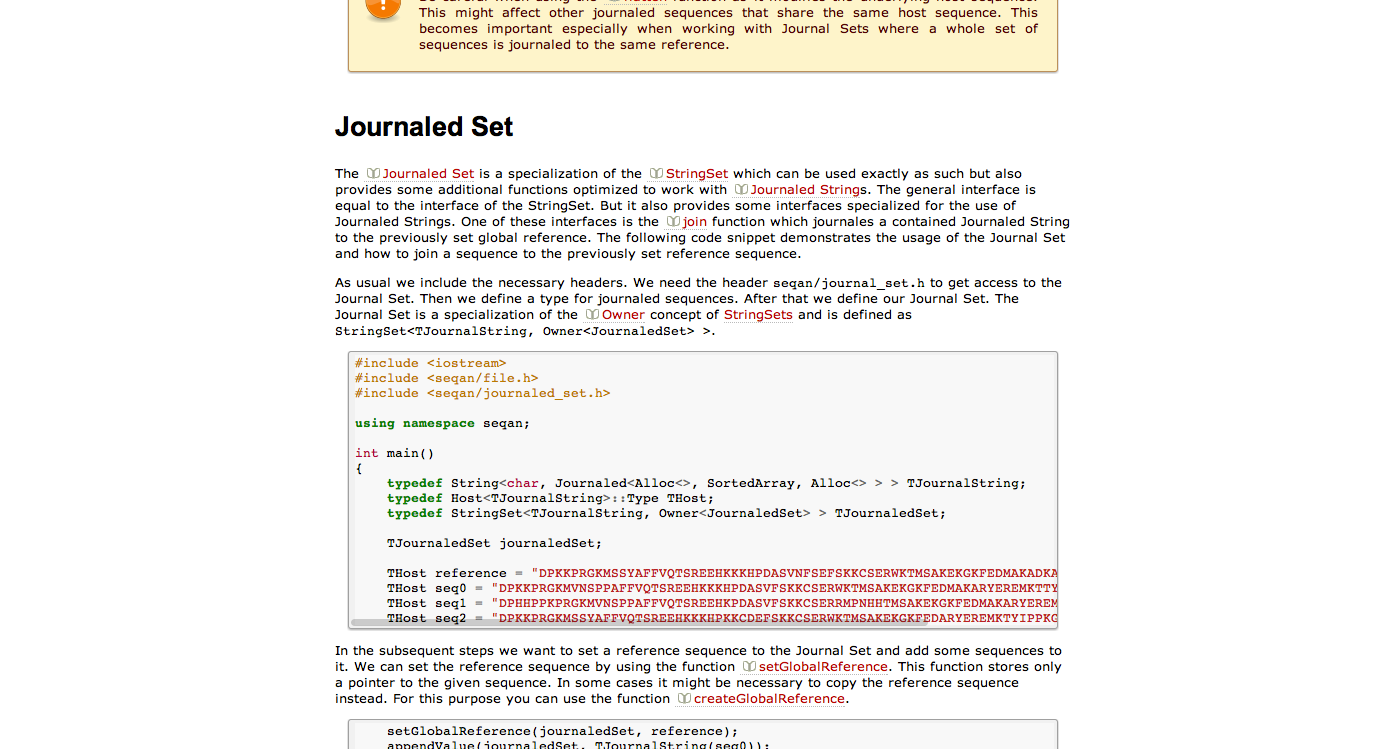 This might affect other journaled sequences that share the same host sequence. This
becomes important especially when working with Journal Sets where a whole set of
sequences is journaled to the same reference.
Journaled Set
The Journaled Set is a specialization of the StringSet which can be used exactly as such but also
provides some additional functions optimized to work with Journaled Strings. The general interface is
equal to the interface of the StringSet. But it also provides some interfaces specialized for the use of
Journaled Strings. One of these interfaces is the join function which journales a contained Journaled String
to the previously set global reference. The following code snippet demonstrates the usage of the Journal Set
and how to join a sequence to the previously set reference sequence.
As usual we include the necessary headers. We need the header seqan/journal_set.h to get access to the
Journal Set. Then we define a type for journaled sequences. After that we define our Journal Set. The
Journal Set is a specialization of the Owner concept of StringSets and is defined as
StringSet<TJournalString, Owner<JournaledSet> >.
#include <iostream>
#include <seqan/file.h>
#include <seqan/journaled_set.h>
using namespace seqan;
int main()
{
typedef String<char, Journaled<Alloc<>, SortedArray, Alloc<> > > TJournalString;
typedef Host<TJournalString>::Type THost;
typedef StringSet<TJournalString, Owner<JournaledSet> > TJournaledSet;
TJournaledSet journaledSet;
THost reference = "DPKKPRGKMSSYAFFVQTSREEHKKKHPDASVNFSEFSKKCSERWKTMSAKEKGKFEDMAKADKA
THost seq0 = "DPKKPRGKMVNSPPAFFVQTSREEHKKKHPDASVFSKKCSERWKTMSAKEKGKFEDMAKARYEREMKTTY
THost seq1 = "DPHHPPKPRGKMVNSPPAFFVQTSREEHKPDASVFSKKCSERRMPNHHTMSAKEKGKFEDMAKARYEREM
THost seq2 = "DPKKPRGKMSSYAFFVQTSREEHKKKHPKKCDEFSKKCSERWKTMSAKEKGKFEDARYEREMKTYIPPKG
In the subsequent steps we want to set a reference sequence to the Journal Set and add some sequences to
it. We can set the reference sequence by using the function setGlobalReference. This function stores only
a pointer to the given sequence. In some cases it might be necessary to copy the reference sequence
instead. For this purpose you can use the function createGlobalReference.
setGlobalReference(journaledSet, reference);
appendValue(journaledSet, TJournalString(seq0));